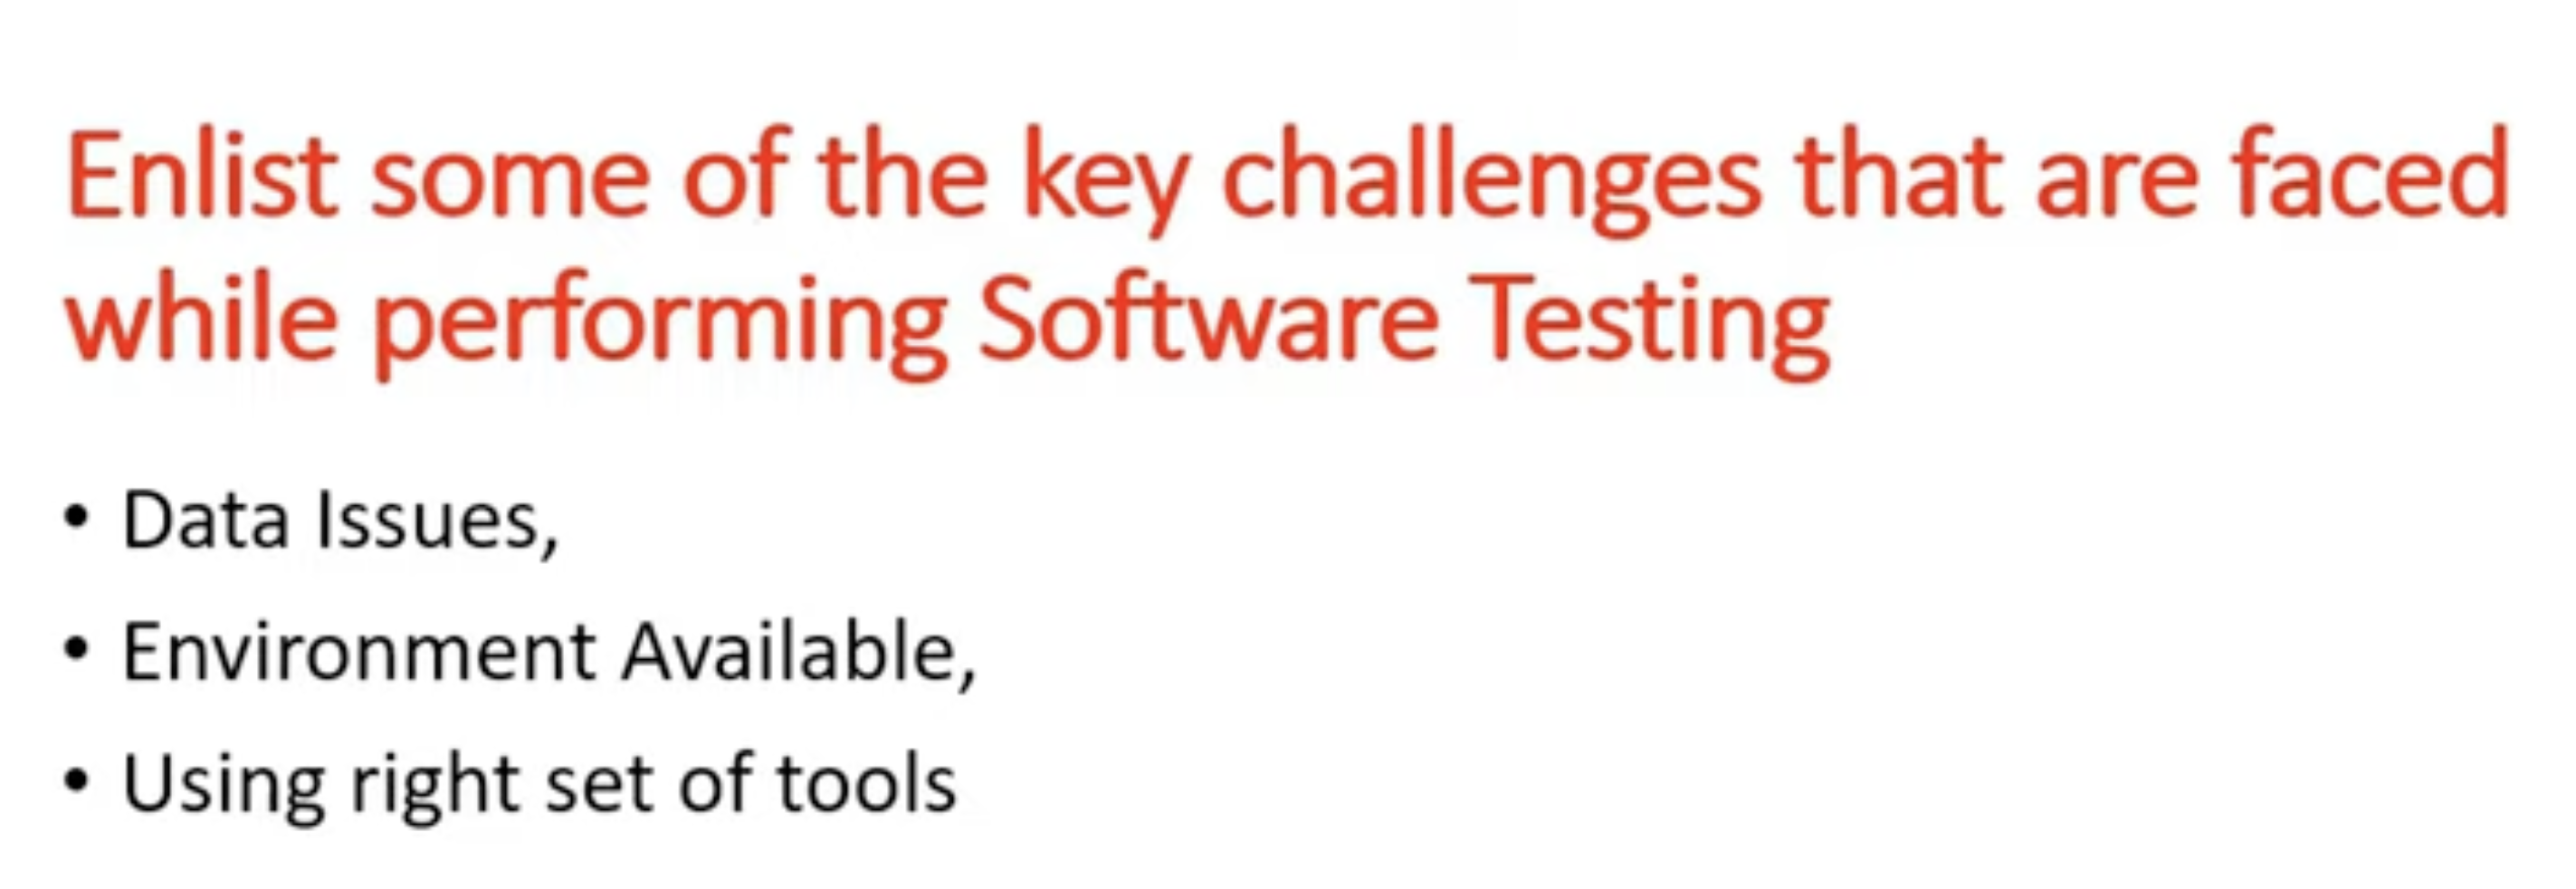 Enlist some of the key challenges that are faced
while performing Software Testing
• Data Issues,
• Environment Available,
• Using right set of tools